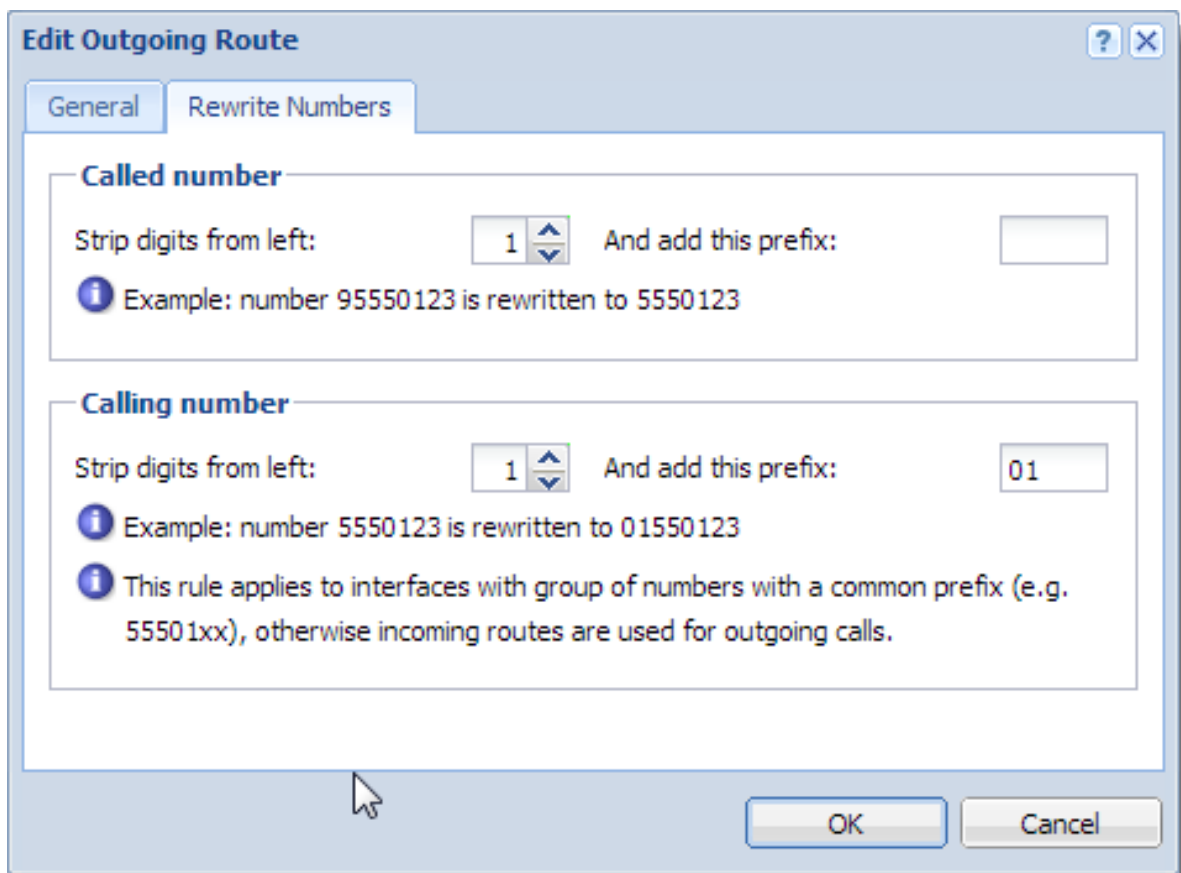 Edit Outgoing Route
General Rewrite Numbers
Called number
Strip digits from left: 1 And add this prefix:
Example: number 95550123 is rewritten to 5550123
Calling number
Strip digits from left: 1 And add this prefix: 01
Example: number 5550123 is rewritten to 01550123
This rule applies to interfaces with group of numbers with a common prefix (e.g.
55501xx), otherwise incoming routes are used for outgoing calls.
OK Cancel